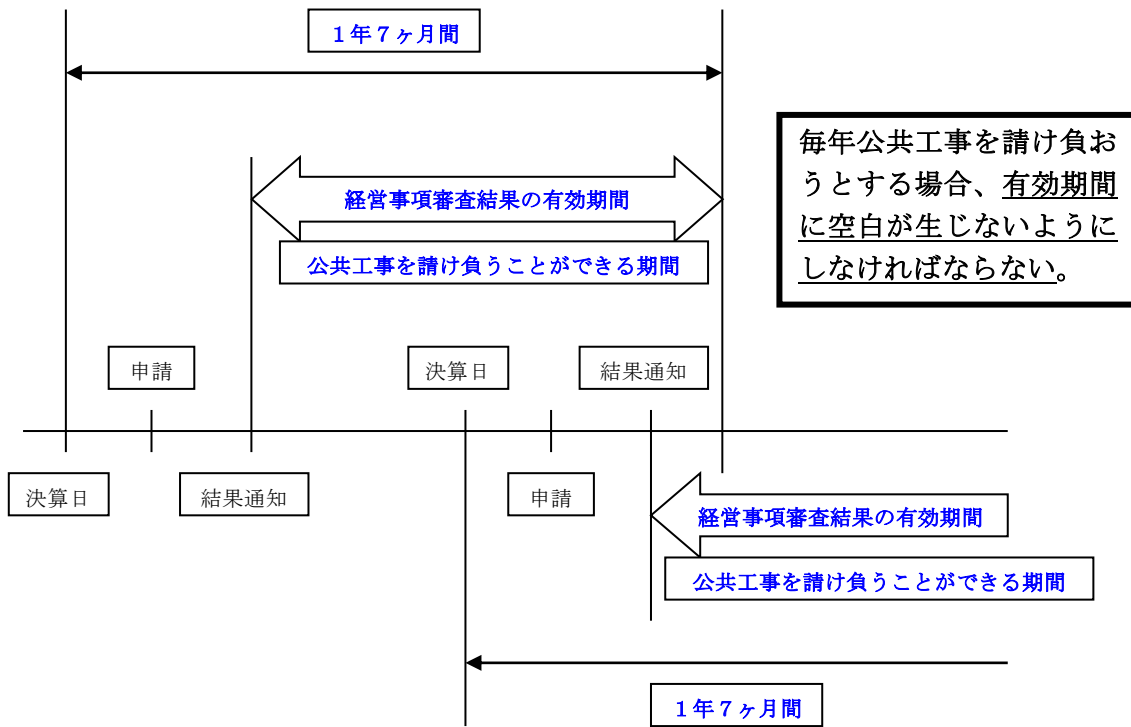 １年７ヶ月間
毎年公共工事を請け負お
うとする場合、有効期間
に空白が生じないように
しなければならない。
経営事項審査結果の有効期間
公共工事を請け負うことができる期間
申請
決算日
結果通知
決算日
結果通知
申請
経営事項審査結果の有効期間
公共工事を請け負うことができる期間
１年７ヶ月間